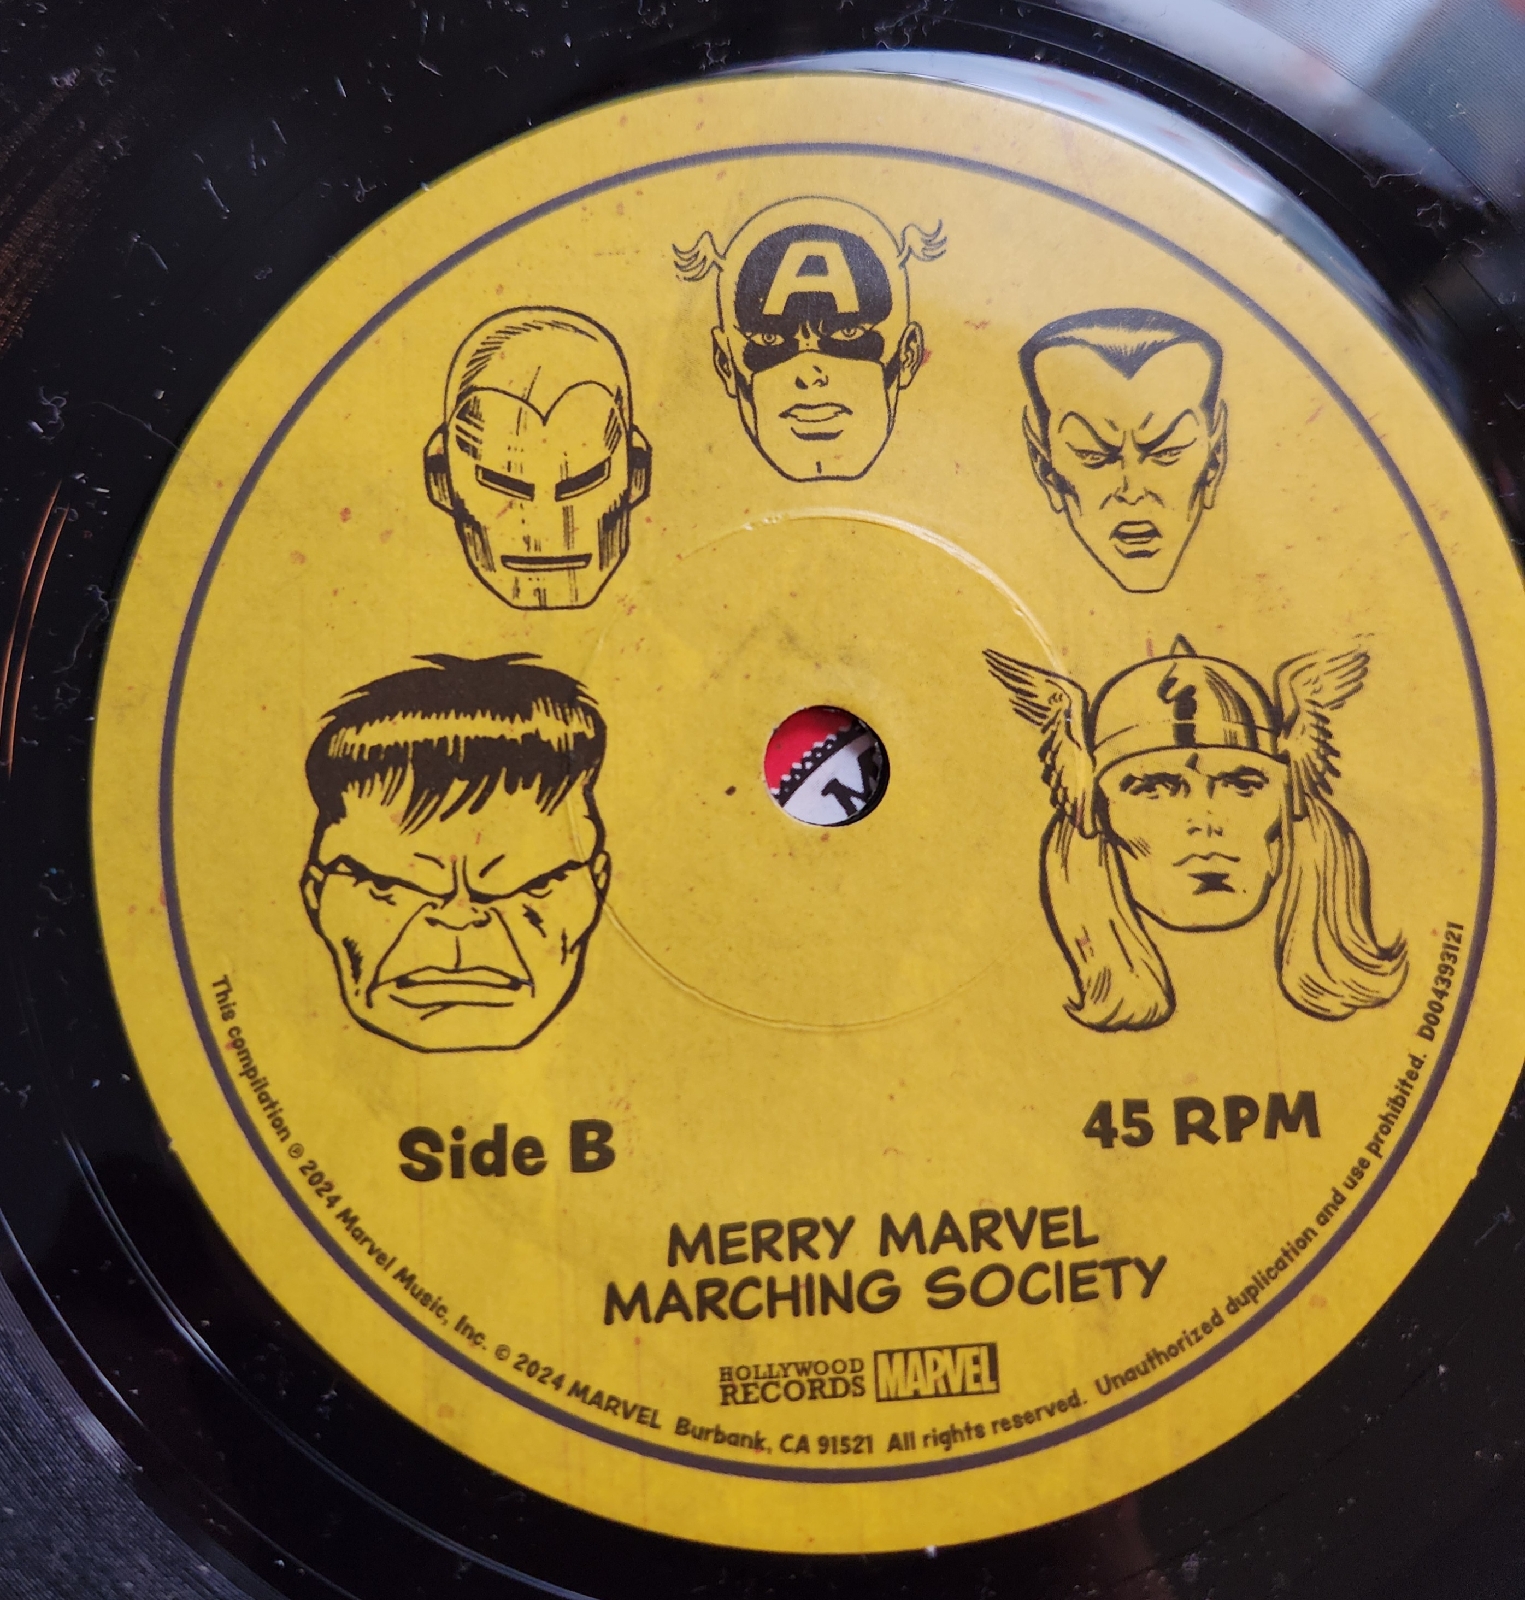 A
M
Side B
45 RPM
MERRY MARVEL
MARCHING SOCIETY
HOLLYWOOD
RECORDS
MARVEL
This compilation ℗ 2024 Marvel Music, Inc. © 2024 MARVEL Burbank, CA 91521 All rights reserved. Unauthorized duplication and use prohibited. D004393121